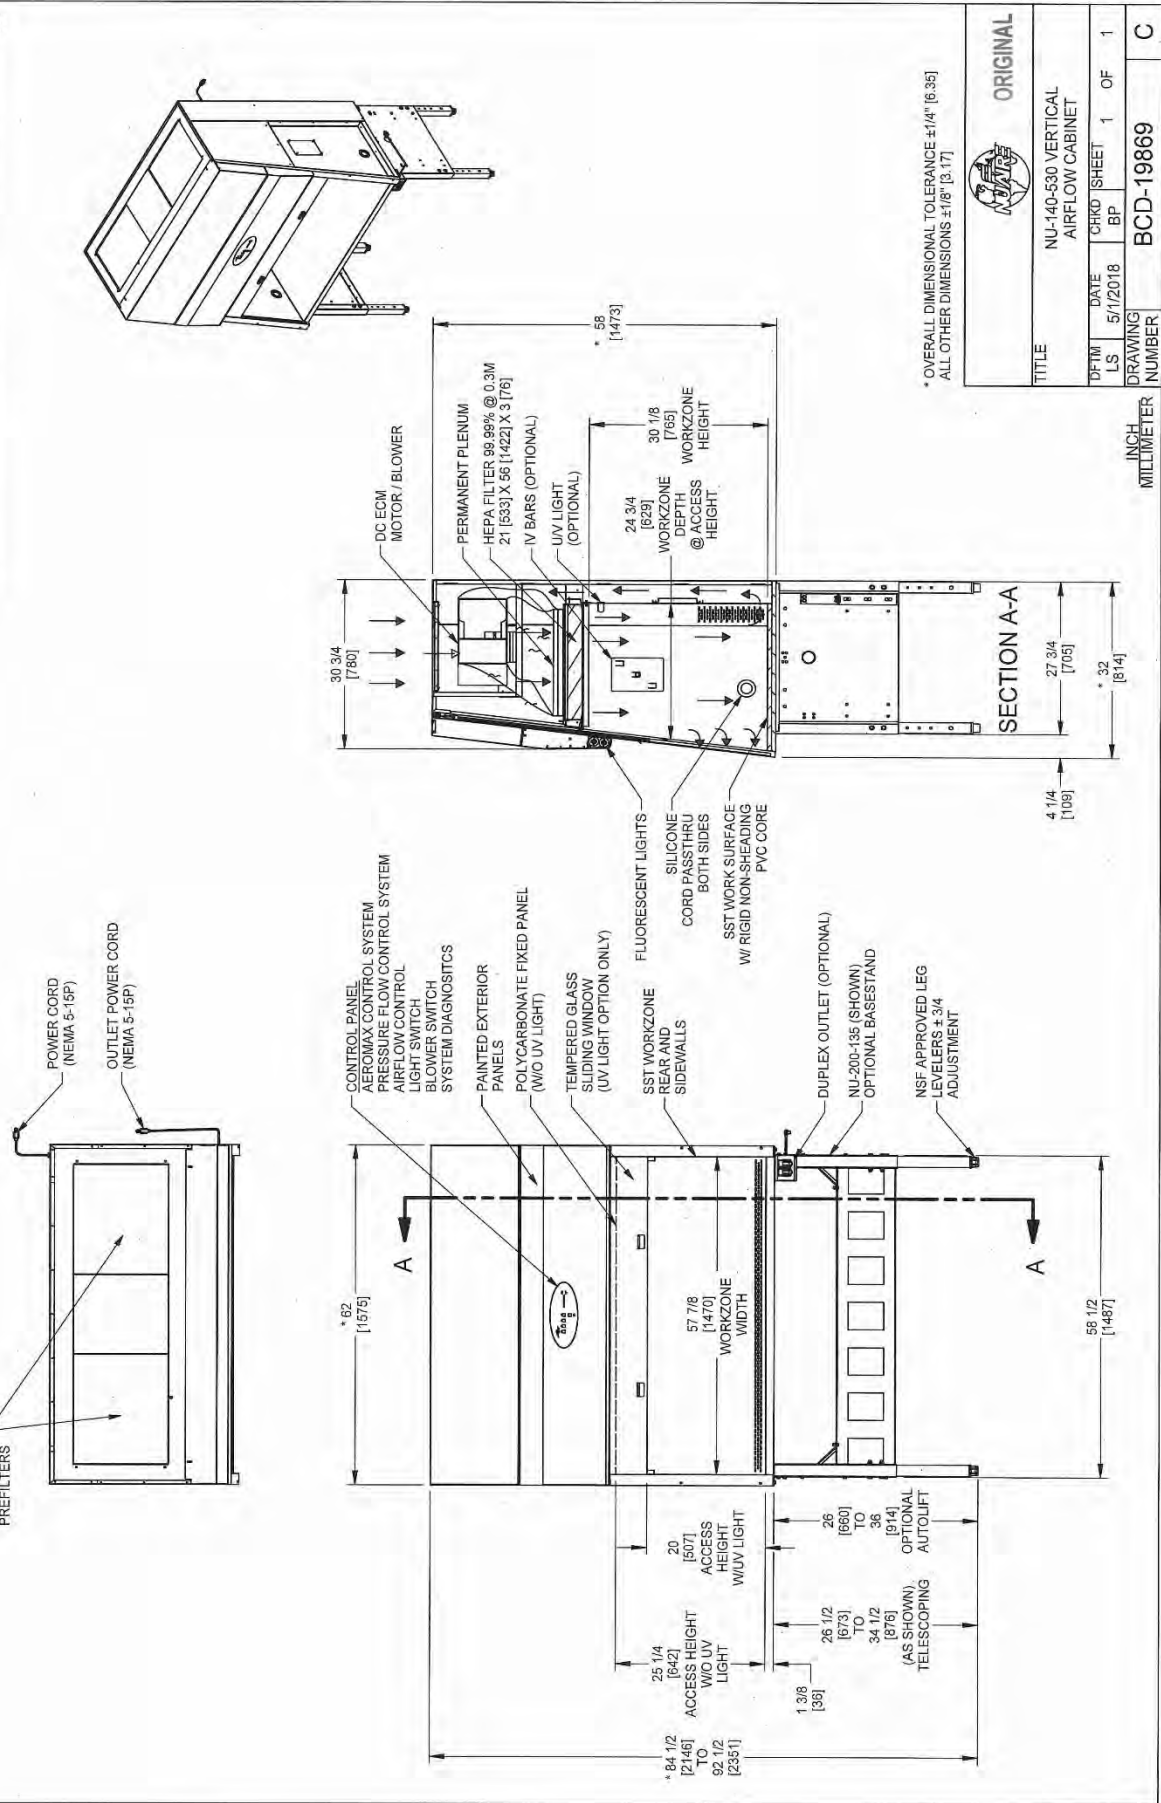 PREFILTERS
POWER CORD
(NEMA 5-15P)
OUTLET POWER CORD
(NEMA 5-15P)
* 62
[1575]
CONTROL PANEL
AEROMAX CONTROL SYSTEM
PRESSURE FLOW CONTROL SYSTEM
AIRFLOW CONTROL
LIGHT SWITCH
BLOWER SWITCH
SYSTEM DIAGNOSITCS
PAINTED EXTERIOR
PANELS
POLYCARBONATE FIXED PANEL
(W/O UV LIGHT)
TEMPERED GLASS
SLIDING WINDOW
(UV LIGHT OPTION ONLY)
SST WORKZONE
REAR AND
SIDEWALLS
DUPLEX OUTLET (OPTIONAL)
NU-200-135 (SHOWN)
OPTIONAL BASESTAND
NSF APPROVED LEG
LEVELERS ± 3/4
ADJUSTMENT
A
A
57 7/8
[1470]
WORKZONE
WIDTH
58 1/2
[1487]
* 84 1/2
[2146]
TO
92 1/2
[2351]
25 1/4
[642]
ACCESS HEIGHT
W/O UV
LIGHT
20
[507]
ACCESS
HEIGHT
W/UV LIGHT
1 3/8
[36]
26 1/2
[673]
TO
34 1/2
[876]
(AS SHOWN)
TELESCOPING
26
[660]
TO
36
[914]
OPTIONAL
AUTOLIFT
30 3/4
[780]
DC ECM
MOTOR / BLOWER
PERMANENT PLENUM
HEPA FILTER 99.99% @ 0.3M
21 [533] X 56 [1422] X 3 [76]
IV BARS (OPTIONAL)
U/V LIGHT
(OPTIONAL)
* 58
[1473]
30 1/8
[765]
WORKZONE
HEIGHT
24 3/4
[629]
WORKZONE
DEPTH
@ ACCESS
HEIGHT
FLUORESCENT LIGHTS
SILICONE
CORD PASSTHRU
BOTH SIDES
SST WORK SURFACE
W/ RIGID NON-SHEADING
PVC CORE
SECTION A-A
27 3/4
[705]
* 32
[814]
4 1/4
[109]
* OVERALL DIMENSIONAL TOLERANCE ±1/4" [6.35]
ALL OTHER DIMENSIONS ±1/8" [3.17]
INCH
MILLIMETER
NUAIRE
ORIGINAL
TITLE
NU-140-530 VERTICAL
AIRFLOW CABINET
DFTM
LS
DATE
5/1/2018
CHKD
BP
SHEET 1 OF 1
DRAWING
NUMBER
BCD-19869
C